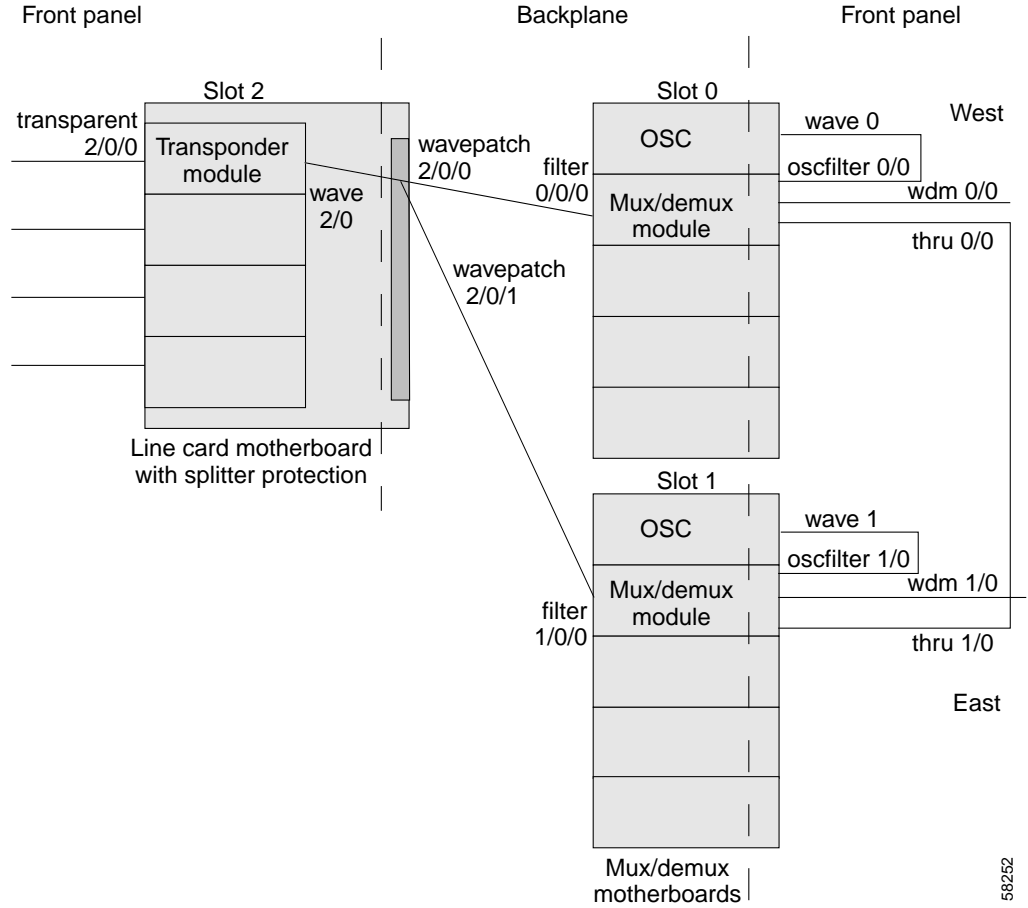 Front panel
Backplane
Front panel
Slot 2
transparent
2/0/0
Transponder
module
wave
2/0
wavepatch
2/0/0
wavepatch
2/0/1
Line card motherboard
with splitter protection
Slot 0
OSC
filter
0/0/0
Mux/demux
module
wave 0
West
oscfilter 0/0
wdm 0/0
thru 0/0
Slot 1
OSC
wave 1
oscfilter 1/0
Mux/demux
module
wdm 1/0
filter
1/0/0
thru 1/0
East
Mux/demux
motherboards
58252